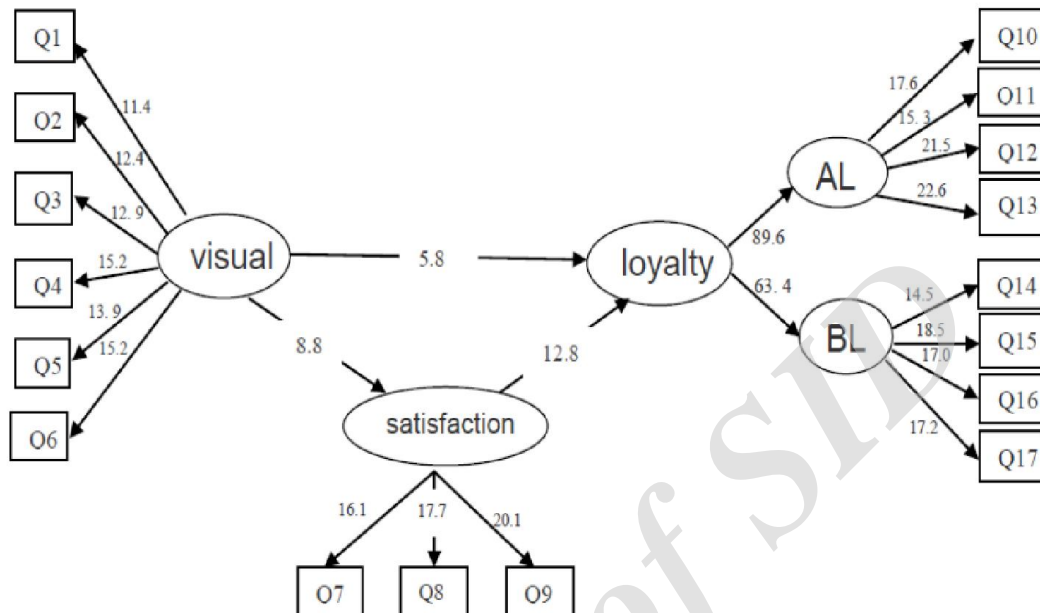 Q1
Q10
17.6
Q11
11.4
15. 3
Q2
12.4
21.5
Q12
AL
Q3
12.9
22.6
Q13
visual
5.8
loyalty
89.6
15.2
Q4
63. 4
14.5
Q14
13. 9
18.5
Q15
8.8
12.8
BL
17.0
15.2
Q5
Q16
satisfaction
17.2
Q6
Q17
16.1
17.7
20.1
Q7
Q8
Q9
of SID